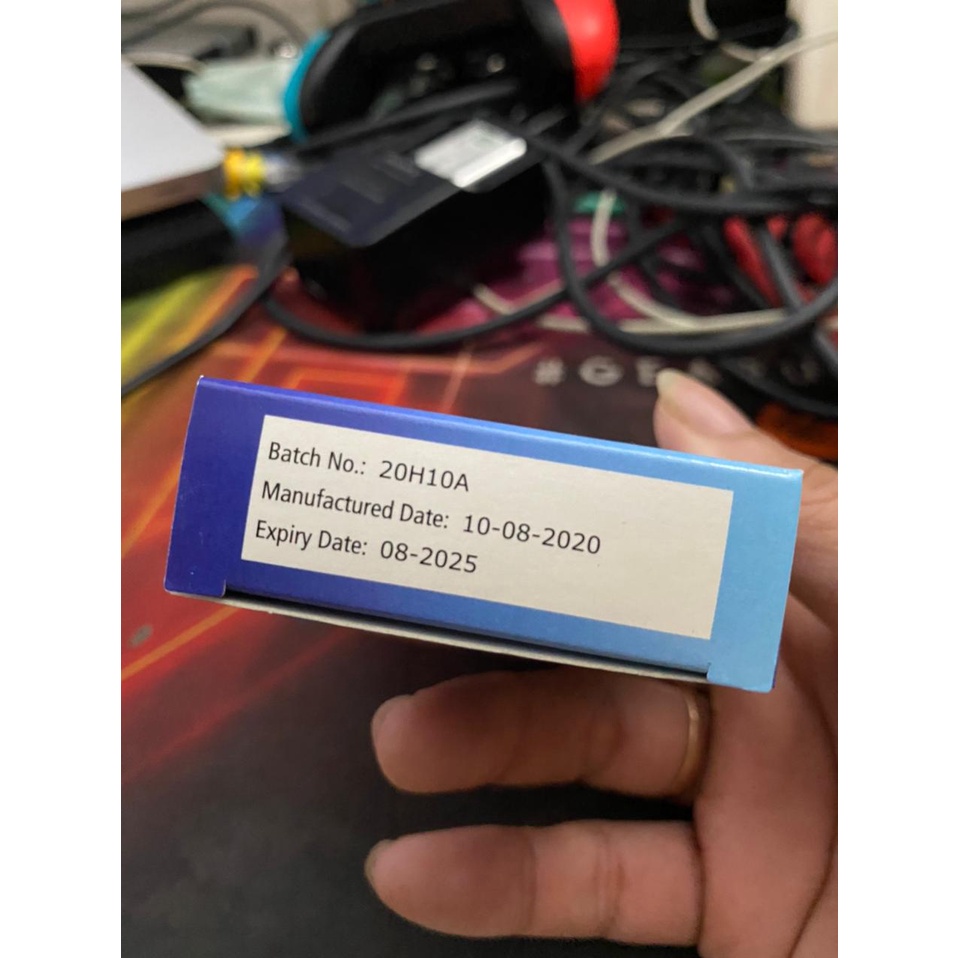 Batch No.: 20H10A
Manufactured Date: 10-08-2020
Expiry Date: 08-2025